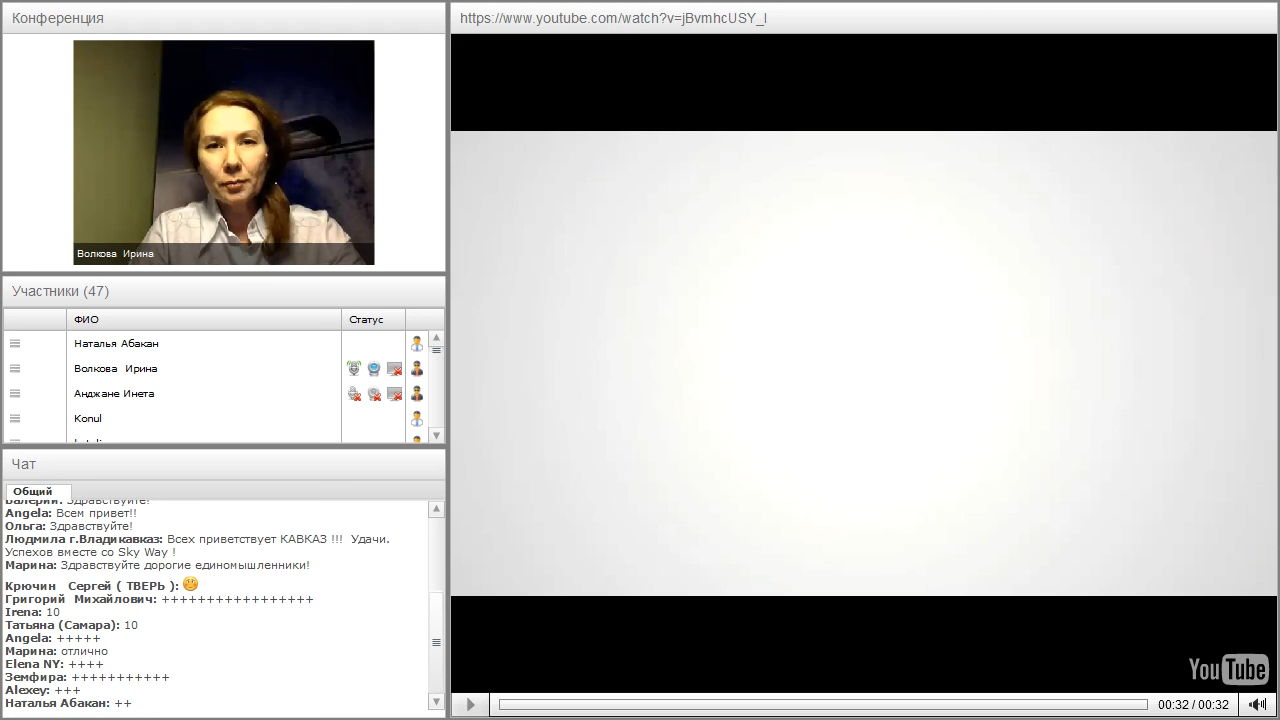 Конференция
Волкова  Ирина
Участники (47)
ФИО
Статус
Наталья Абакан
Волкова  Ирина
Анджане Инета
Konul
Чат
Общий
Валерий: Здравствуйте!
Angela: Всем привет!!
Ольга: Здравствуйте!
Людмила г.Владикавказ: Всех приветствует КАВКАЗ !!!  Удачи.
Успехов вместе со Sky Way !
Марина: Здравствуйте дорогие единомышленники!
Крючин  Сергей ( ТВЕРЬ ):
Григорий  Михайлович: +++++++++++++++++
Irena: 10
Татьяна (Самара): 10
Angela: +++++
Марина: отлично
Elena NY: ++++
Земфира: +++++++++++
Alexey: +++
Наталья Абакан: ++
https://www.youtube.com/watch?v=jBvmhcUSY_I
YouTube
00:32 / 00:32